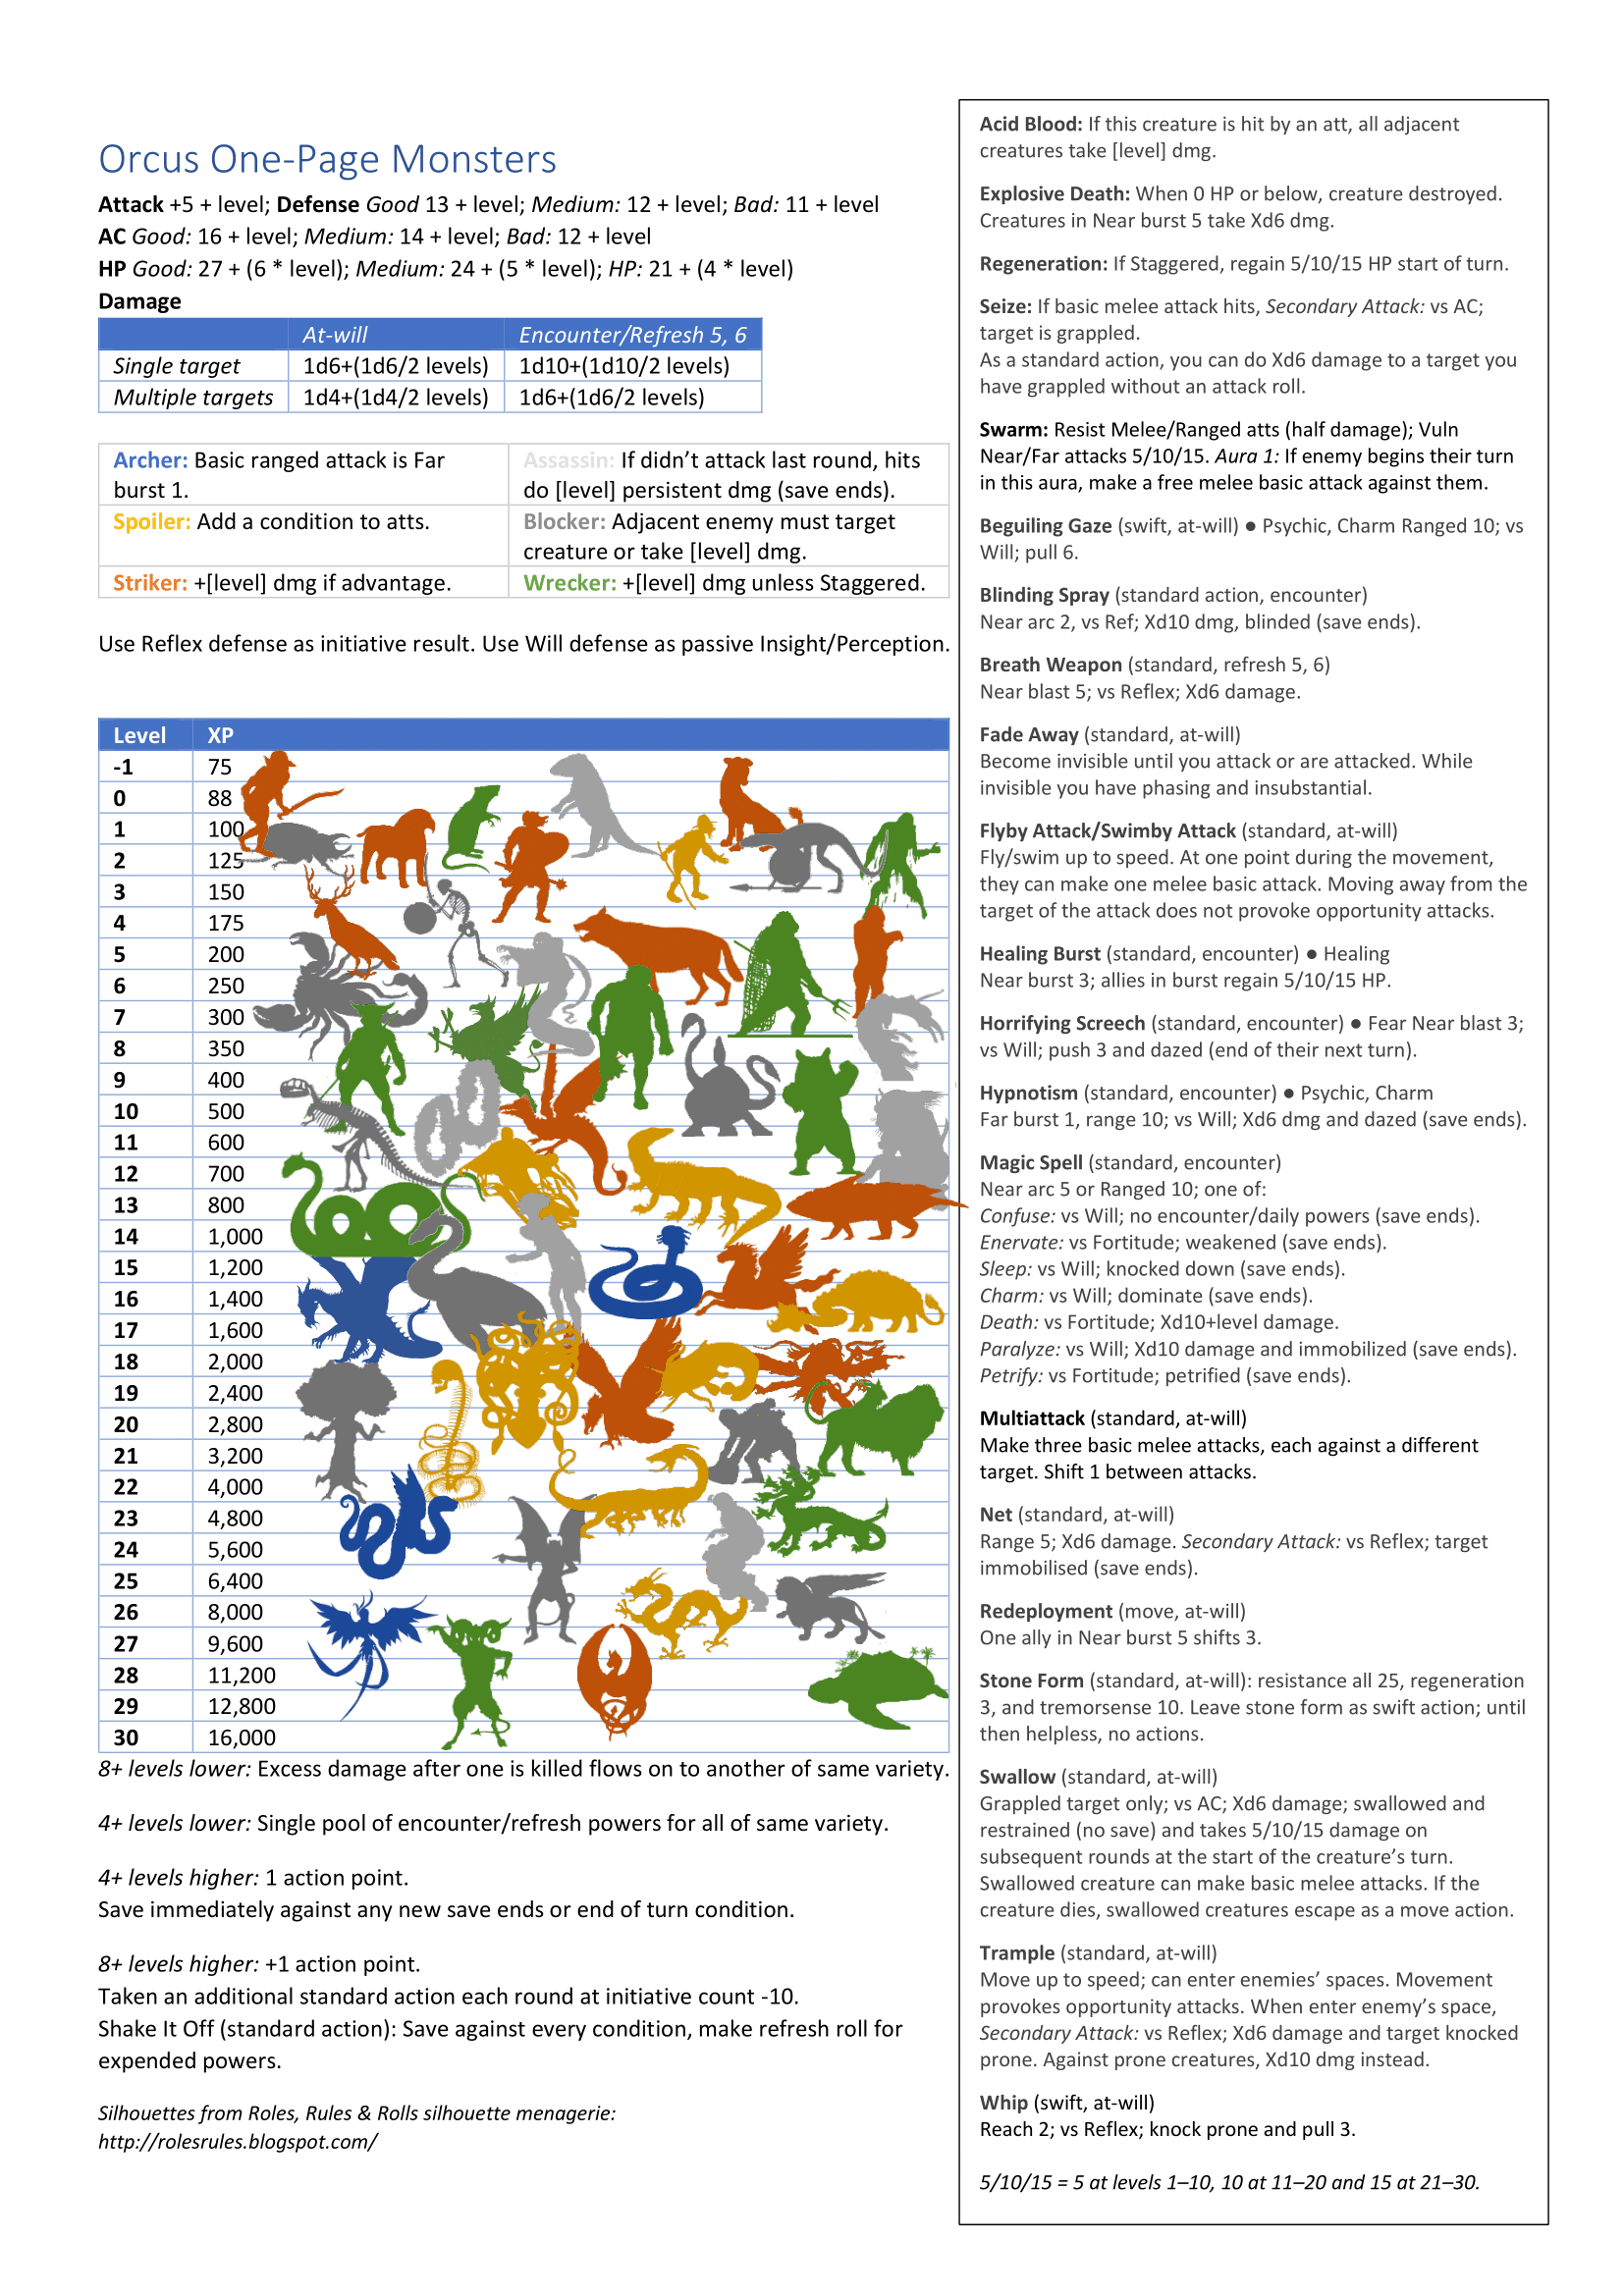 Orcus One-Page Monsters
Attack +5 + level; Defense Good 13 + level; Medium: 12 + level; Bad: 11 + level
AC Good: 16 + level; Medium: 14 + level; Bad: 12 + level
HP Good: 27 + (6 * level); Medium: 24 + (5 * level); HP: 21 + (4 * level)
Damage
At-will Encounter/Refresh 5, 6
Single target 1d6+(1d6/2 levels) 1d10+(1d10/2 levels)
Multiple targets 1d4+(1d4/2 levels) 1d6+(1d6/2 levels)
Archer: Basic ranged attack is Far
burst 1.
Assassin: If didn’t attack last round, hits
do [level] persistent dmg (save ends).
Spoiler: Add a condition to atts.
Blocker: Adjacent enemy must target
creature or take [level] dmg.
Striker: +[level] dmg if advantage.
Wrecker: +[level] dmg unless Staggered.
Use Reflex defense as initiative result. Use Will defense as passive Insight/Perception.
Level XP
-1 75
0 88
1 100
2 125
3 150
4 175
5 200
6 250
7 300
8 350
9 400
10 500
11 600
12 700
13 800
14 1,000
15 1,200
16 1,400
17 1,600
18 2,000
19 2,400
20 2,800
21 3,200
22 4,000
23 4,800
24 5,600
25 6,400
26 8,000
27 9,600
28 11,200
29 12,800
30 16,000
8+ levels lower: Excess damage after one is killed flows on to another of same variety.
4+ levels lower: Single pool of encounter/refresh powers for all of same variety.
4+ levels higher: 1 action point.
Save immediately against any new save ends or end of turn condition.
8+ levels higher: +1 action point.
Taken an additional standard action each round at initiative count -10.
Shake It Off (standard action): Save against every condition, make refresh roll for
expended powers.
Silhouettes from Roles, Rules & Rolls silhouette menagerie:
http://rolesrules.blogspot.com/
Acid Blood: If this creature is hit by an att, all adjacent
creatures take [level] dmg.
Explosive Death: When 0 HP or below, creature destroyed.
Creatures in Near burst 5 take Xd6 dmg.
Regeneration: If Staggered, regain 5/10/15 HP start of turn.
Seize: If basic melee attack hits, Secondary Attack: vs AC;
target is grappled.
As a standard action, you can do Xd6 damage to a target you
have grappled without an attack roll.
Swarm: Resist Melee/Ranged atts (half damage); Vuln
Near/Far attacks 5/10/15. Aura 1: If enemy begins their turn
in this aura, make a free melee basic attack against them.
Beguiling Gaze (swift, at-will) ● Psychic, Charm Ranged 10; vs
Will; pull 6.
Blinding Spray (standard action, encounter)
Near arc 2, vs Ref; Xd10 dmg, blinded (save ends).
Breath Weapon (standard, refresh 5, 6)
Near blast 5; vs Reflex; Xd6 damage.
Fade Away (standard, at-will)
Become invisible until you attack or are attacked. While
invisible you have phasing and insubstantial.
Flyby Attack/Swimby Attack (standard, at-will)
Fly/swim up to speed. At one point during the movement,
they can make one melee basic attack. Moving away from the
target of the attack does not provoke opportunity attacks.
Healing Burst (standard, encounter) ● Healing
Near burst 3; allies in burst regain 5/10/15 HP.
Horrifying Screech (standard, encounter) ● Fear Near blast 3;
vs Will; push 3 and dazed (end of their next turn).
Hypnotism (standard, encounter) ● Psychic, Charm
Far burst 1, range 10; vs Will; Xd6 dmg and dazed (save ends).
Magic Spell (standard, encounter)
Near arc 5 or Ranged 10; one of:
Confuse: vs Will; no encounter/daily powers (save ends).
Enervate: vs Fortitude; weakened (save ends).
Sleep: vs Will; knocked down (save ends).
Charm: vs Will; dominate (save ends).
Death: vs Fortitude; Xd10+level damage.
Paralyze: vs Will; Xd10 damage and immobilized (save ends).
Petrify: vs Fortitude; petrified (save ends).
Multiattack (standard, at-will)
Make three basic melee attacks, each against a different
target. Shift 1 between attacks.
Net (standard, at-will)
Range 5; Xd6 damage. Secondary Attack: vs Reflex; target
immobilised (save ends).
Redeployment (move, at-will)
One ally in Near burst 5 shifts 3.
Stone Form (standard, at-will): resistance all 25, regeneration
3, and tremorsense 10. Leave stone form as swift action; until
then helpless, no actions.
Swallow (standard, at-will)
Grappled target only; vs AC; Xd6 damage; swallowed and
restrained (no save) and takes 5/10/15 damage on
subsequent rounds at the start of the creature’s turn.
Swallowed creature can make basic melee attacks. If the
creature dies, swallowed creatures escape as a move action.
Trample (standard, at-will)
Move up to speed; can enter enemies’ spaces. Movement
provokes opportunity attacks. When enter enemy’s space,
Secondary Attack: vs Reflex; Xd6 damage and target knocked
prone. Against prone creatures, Xd10 dmg instead.
Whip (swift, at-will)
Reach 2; vs Reflex; knock prone and pull 3.
5/10/15 = 5 at levels 1–10, 10 at 11–20 and 15 at 21–30.